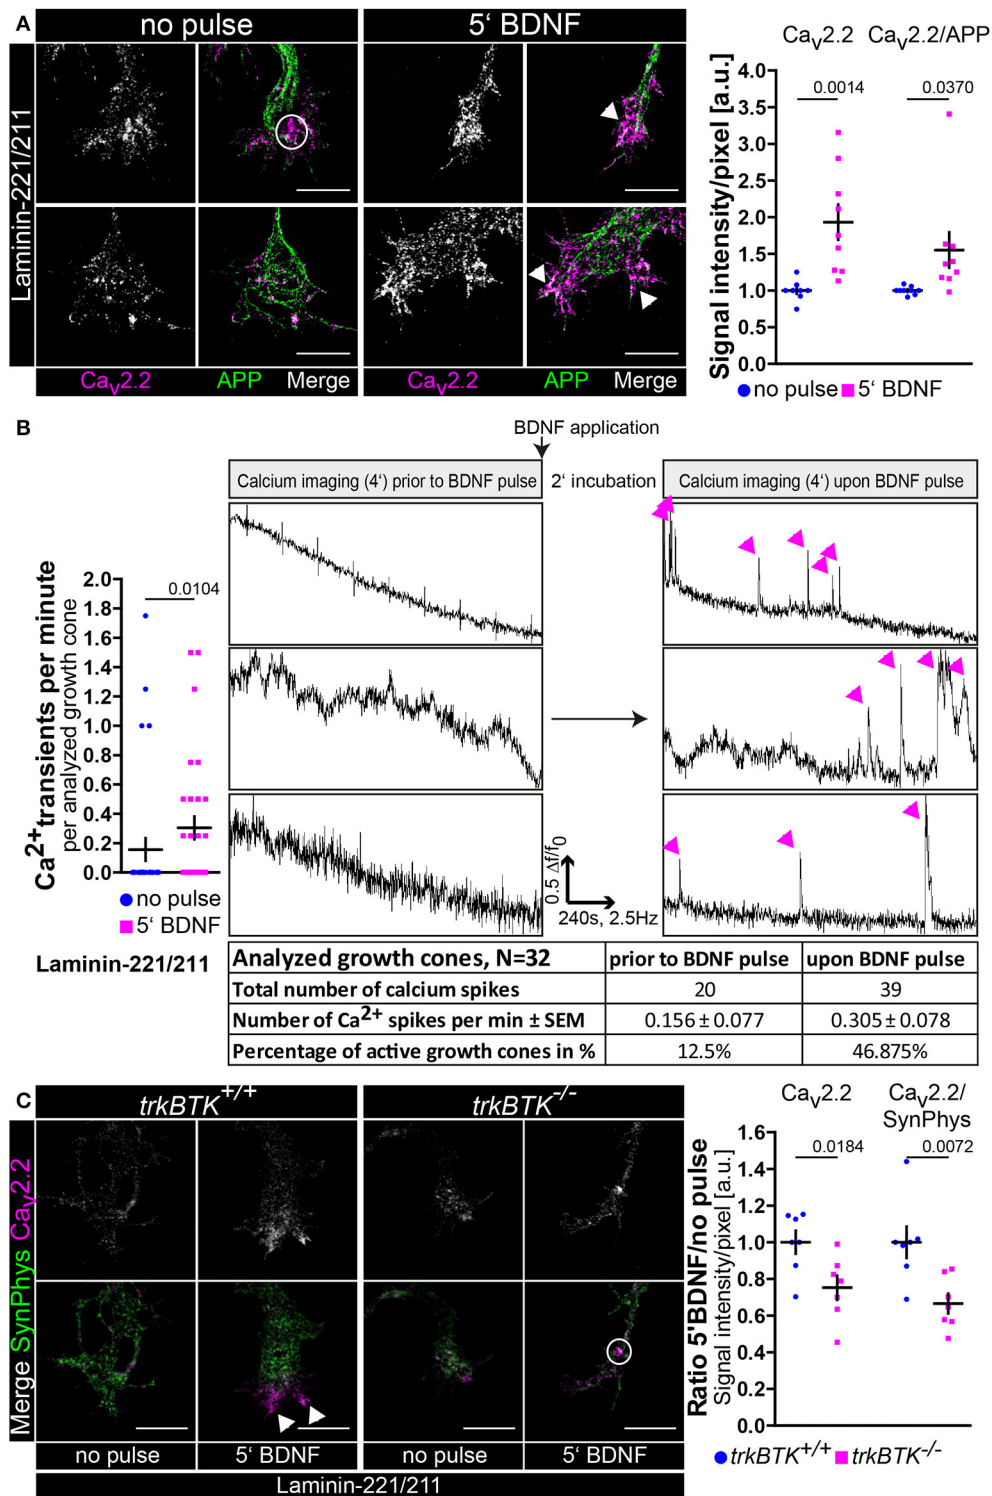 A
no pulse
5‘ BDNF
Laminin-221/211
CaV2.2
APP
Merge
CaV2.2
APP
Merge
CaV2.2
CaV2.2/APP
Signal intensity/pixel [a.u.]
4.0
3.5
3.0
2.5
2.0
1.5
1.0
0.5
0.0
0.0014
0.0370
no pulse
5‘ BDNF
B
BDNF application
Calcium imaging (4‘) prior to BDNF pulse
2‘ incubation
Calcium imaging (4‘) upon BDNF pulse
Ca2+transients per minute
per analyzed growth cone
2.0
1.8
1.6
1.4
1.2
1.0
0.8
0.6
0.4
0.2
0.0
0.0104
no pulse
5‘ BDNF
Laminin-221/211
0.5 Δf/f0
240s, 2.5Hz
Analyzed growth cones, N=32
prior to BDNF pulse
upon BDNF pulse
Total number of calcium spikes
20
39
Number of Ca2+ spikes per min ± SEM
0.156 ± 0.077
0.305 ± 0.078
Percentage of active growth cones in %
12.5%
46.875%
C
trkBTK+/+
trkBTK-/-
Merge SynPhys CaV2.2
no pulse
5‘ BDNF
no pulse
5‘ BDNF
Laminin-221/211
CaV2.2
CaV2.2/
SynPhys
Ratio 5'BDNF/no pulse
Signal intensity/pixel [a.u.]
1.6
1.4
1.2
1.0
0.8
0.6
0.4
0.2
0.0
0.0184
0.0072
trkBTK+/+
trkBTK-/-